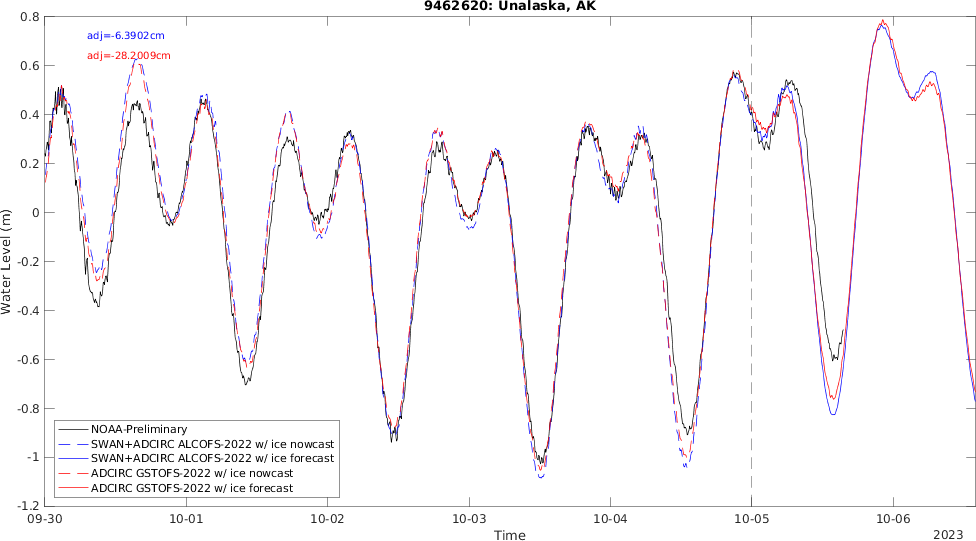 9462620: Unalaska, AK
adj=-6.3902cm
adj=-28.2009cm
Water Level (m)
0.8
0.6
0.4
0.2
0
-0.2
-0.4
-0.6
-0.8
-1
-1.2
NOAA-Preliminary
SWAN+ADCIRC ALCOFS-2022 w/ ice nowcast
SWAN+ADCIRC ALCOFS-2022 w/ ice forecast
ADCIRC GSTOFS-2022 w/ ice nowcast
ADCIRC GSTOFS-2022 w/ ice forecast
09-30 10-01 10-02 10-03 10-04 10-05 10-06
Time
2023